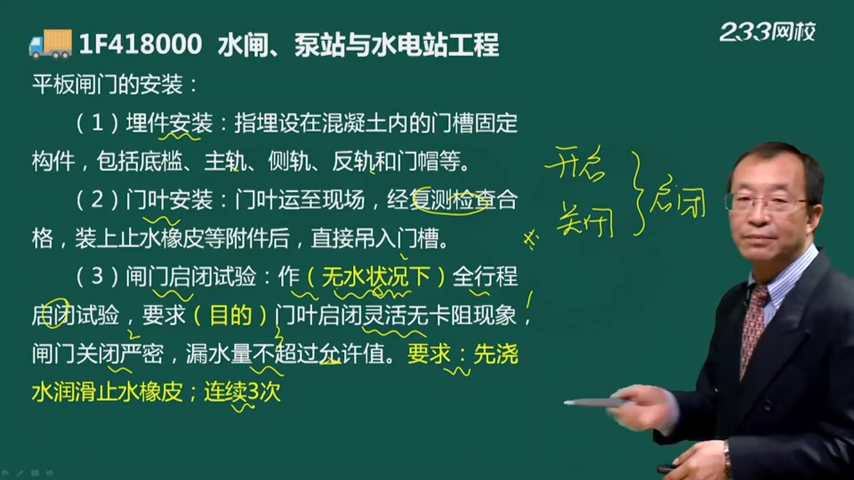 1F418000 水闸、泵站与水电站工程
233网校
平板闸门的安装：
（1）埋件安装：指埋设在混凝土内的门槽固定
构件，包括底槛、主轨、侧轨、反轨和门楣等。
（2）门叶安装：门叶运至现场，经复测检查合
格，装上止水橡皮等附件后，直接吊入门槽。
（3）闸门启闭试验：作（无水状况下）全行程
启闭试验，要求（目的）门叶启闭灵活无卡阻现象，
闸门关闭严密，漏水量不超过允许值。要求：先浇
水润滑止水橡皮；连续3次
开启
关闭
启闭